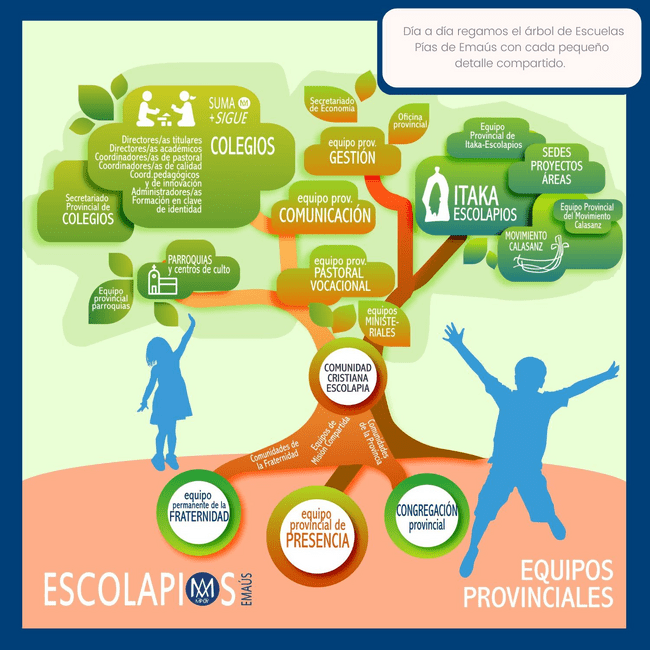 Día a día regamos el árbol de Escuelas
Pías de Emaús con cada pequeño
detalle compartido.
SUMA
+SIGUE
COLEGIOS
Directores/as titulares
Directores/as académicos
Coordinadores/as de pastoral
Coordinadores/as de calidad
Coord.pedagógicos
y de innovación
Administradores/as
Formación en clave
de identidad
Secretariado
Provincial de
COLEGIOS
PARROQUIAS
y centros de culto
Equipo
provincial
parroquias
Secretariado
de Economía
Oficina
provincial
equipo prov.
GESTIÓN
equipo prov.
COMUNICACIÓN
equipo prov.
PASTORAL
VOCACIONAL
equipos
MINISTE-
RIALES
Equipo
Provincial de
Itaka-Escolapios
SEDES
PROYECTOS
ÁREAS
ITAKA
ESCOLAPIOS
Equipo Provincial
del Movimiento
Calasanz
MOVIMIENTO
CALASANZ
COMUNIDAD
CRISTIANA
ESCOLAPIA
Comunidades de
la Fraternidad
Equipos de
Misión Compartida
Comunidades
de la Provincia
equipo
permanente de la
FRATERNIDAD
equipo
provincial de
PRESENCIA
CONGREGACIÓN
provincial
ESCOLAPIOS
EMAÚS
EQUIPOS
PROVINCIALES